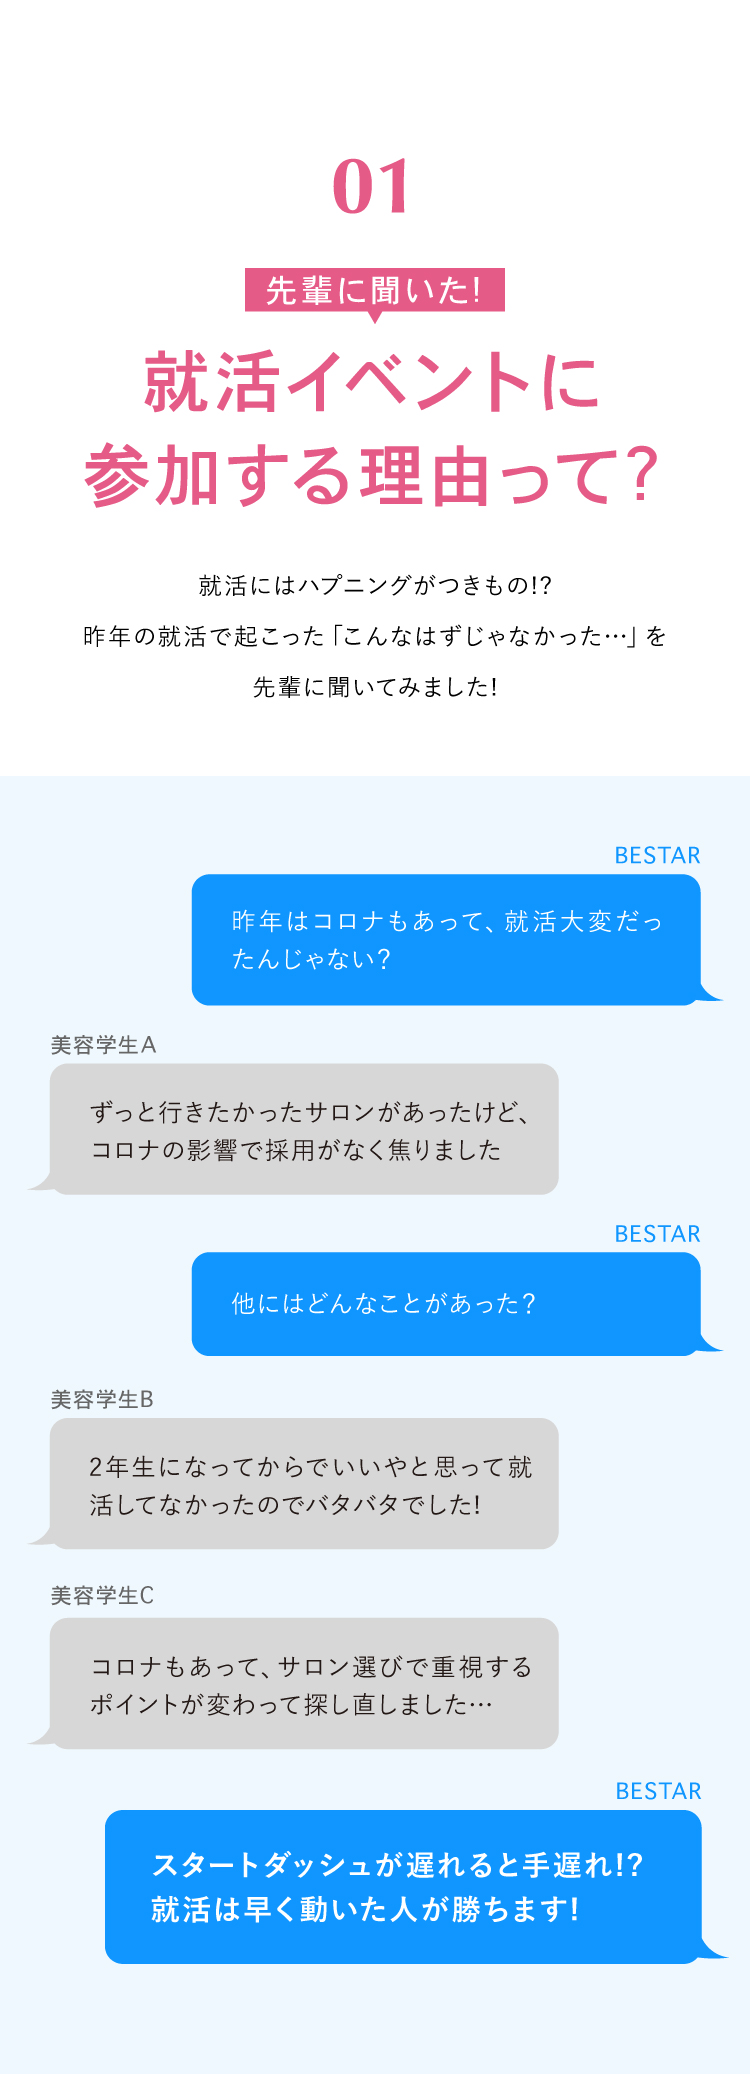 01
先輩に聞いた!
就活イベントに
参加する理由って?
就活にはハプニングがつきもの!?
昨年の就活で起こった「こんなはずじゃなかった…」を
先輩に聞いてみました!
BESTAR
昨年はコロナもあって、就活大変だっ
たんじゃない?
美容学生A
ずっと行きたかったサロンがあったけど、
コロナの影響で採用がなく焦りました
BESTAR
他にはどんなことがあった?
美容学生B
2年生になってからでいいやと思って就
活してなかったのでバタバタでした!
美容学生C
コロナもあって、サロン選びで重視する
ポイントが変わって探し直しました…
BESTAR
スタートダッシュが遅れると手遅れ!?
就活は早く動いた人が勝ちます!